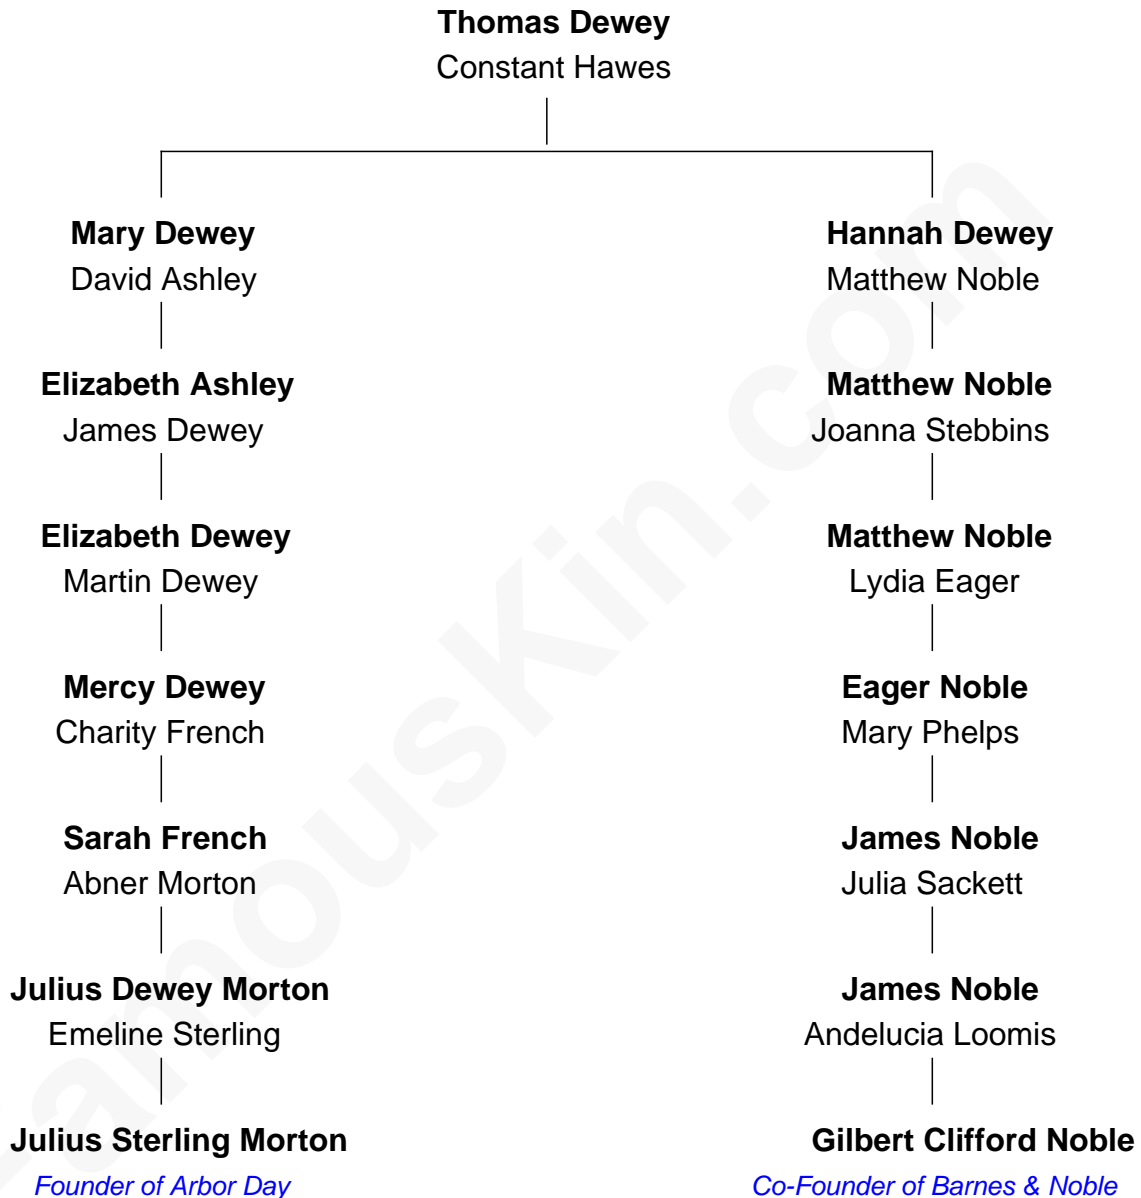 Thomas Dewey
Constant Hawes
Mary Dewey
David Ashley
Hannah Dewey
Matthew Noble
Elizabeth Ashley
James Dewey
Matthew Noble
Joanna Stebbins
Elizabeth Dewey
Martin Dewey
Matthew Noble
Lydia Eager
Mercy Dewey
Charity French
Eager Noble
Mary Phelps
Sarah French
Abner Morton
James Noble
Julia Sackett
Julius Dewey Morton
Emeline Sterling
James Noble
Andelucia Loomis
Julius Sterling Morton
Founder of Arbor Day
Gilbert Clifford Noble
Co-Founder of Barnes & Noble
FamousKin.com